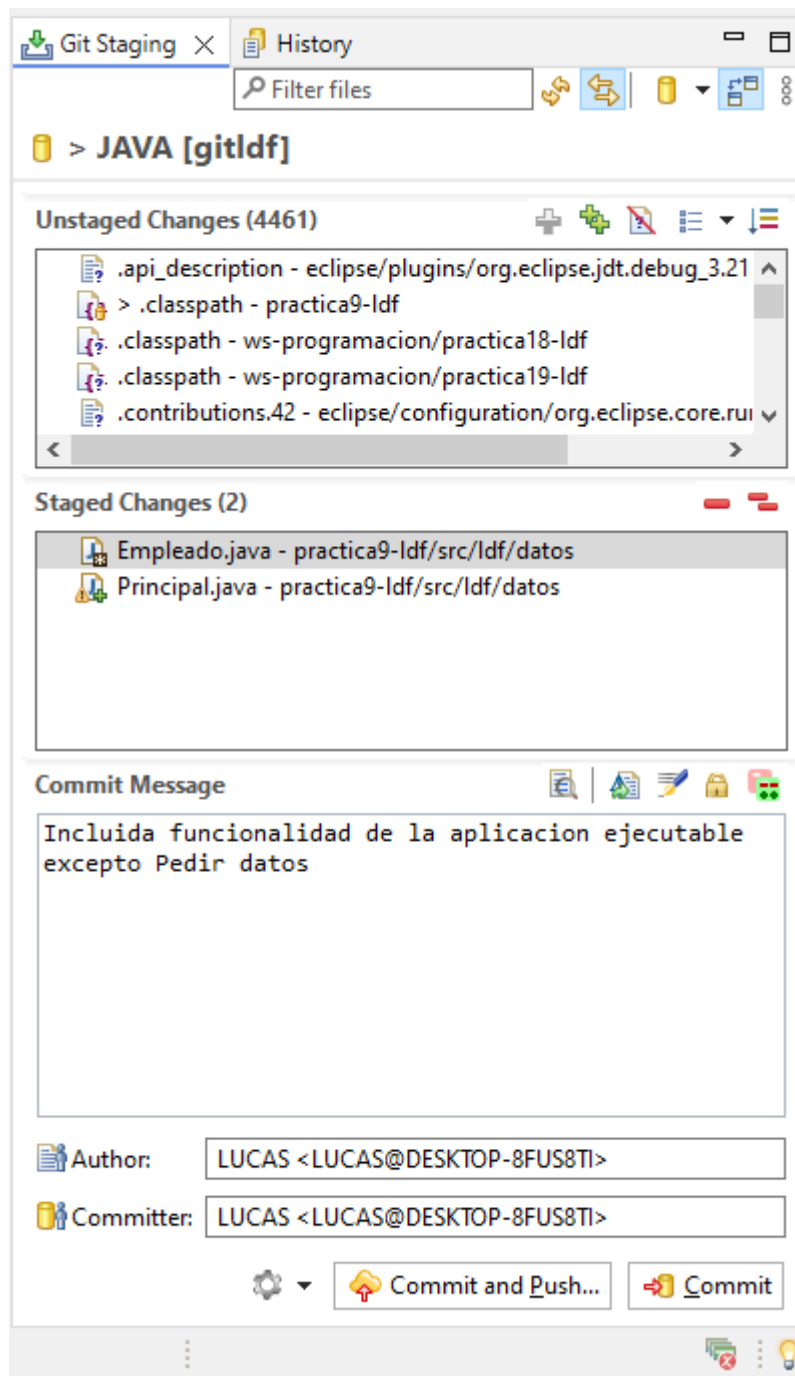 Git Staging
History
Filter files
> JAVA [gitldf]
Unstaged Changes (4461)
.api_description - eclipse/plugins/org.eclipse.jdt.debug_3.21
> .classpath - practica9-ldf
.classpath - ws-programacion/practica18-ldf
.classpath - ws-programacion/practica19-ldf
.contributions.42 - eclipse/configuration/org.eclipse.core.rur
Staged Changes (2)
Empleado.java - practica9-ldf/src/ldf/datos
Principal.java - practica9-ldf/src/ldf/datos
Commit Message
Incluida funcionalidad de la aplicacion ejecutable
excepto Pedir datos
Author: LUCAS <LUCAS@DESKTOP-8FUS8TI>
Committer: LUCAS <LUCAS@DESKTOP-8FUS8TI>
Commit and Push... Commit